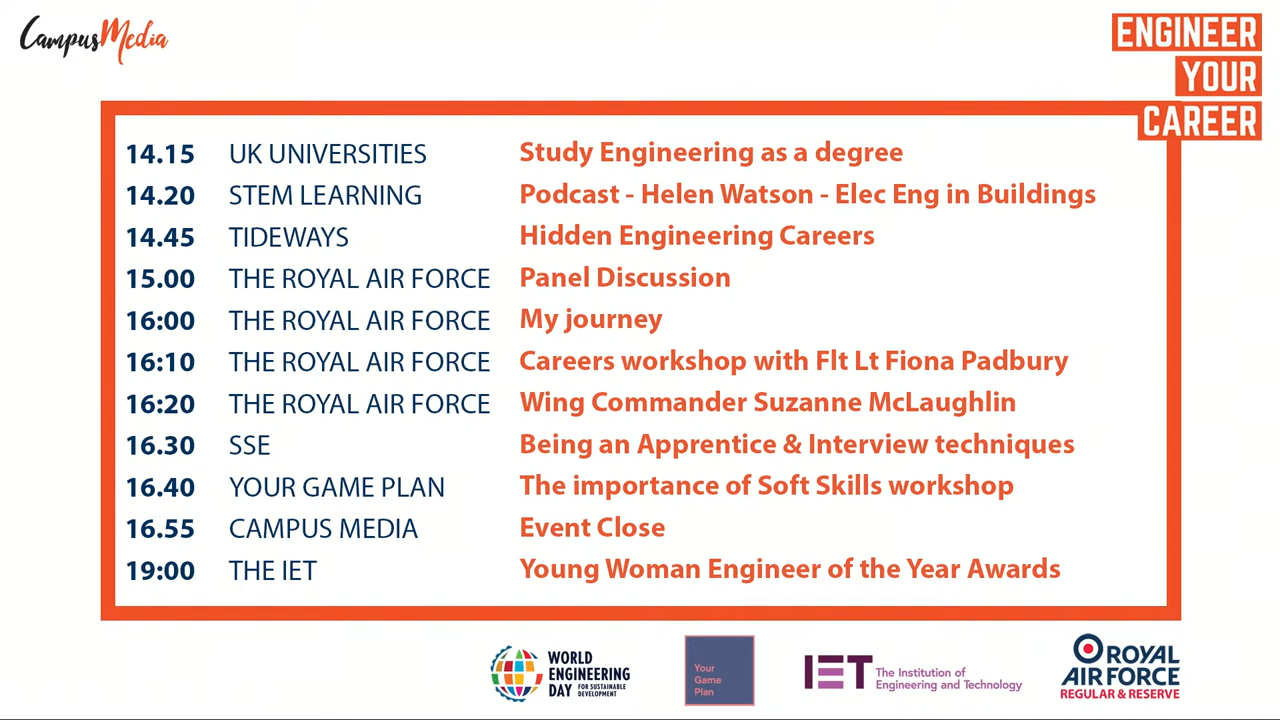 CampusMedia
ENGINEER
YOUR
CAREER
14.15 UK UNIVERSITIES Study Engineering as a degree
14.20 STEM LEARNING Podcast - Helen Watson - Elec Eng in Buildings
14.45 TIDEWAYS Hidden Engineering Careers
15.00 THE ROYAL AIR FORCE Panel Discussion
16:00 THE ROYAL AIR FORCE My journey
16:10 THE ROYAL AIR FORCE Careers workshop with Flt Lt Fiona Padbury
16:20 THE ROYAL AIR FORCE Wing Commander Suzanne McLaughlin
16.30 SSE Being an Apprentice & Interview techniques
16.40 YOUR GAME PLAN The importance of Soft Skills workshop
16.55 CAMPUS MEDIA Event Close
19:00 THE IET Young Woman Engineer of the Year Awards
WORLD
ENGINEERING
DAY FOR SUSTAINABLE
DEVELOPMENT
Your
Game
Plan
IET The Institution of
Engineering and Technology
ROYAL
AIR FORCE
REGULAR & RESERVE